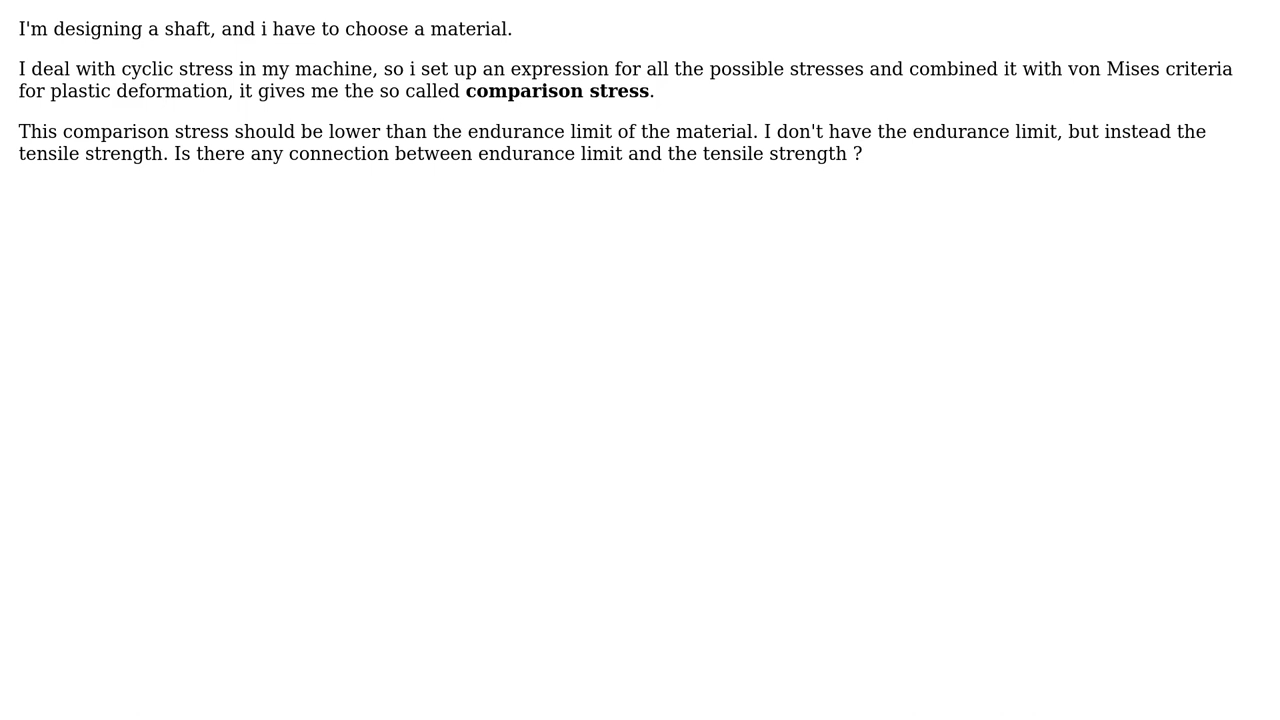 I'm designing a shaft, and i have to choose a material.
I deal with cyclic stress in my machine, so i set up an expression for all the possible stresses and combined it with von Mises criteria
for plastic deformation, it gives me the so called comparison stress.
This comparison stress should be lower than the endurance limit of the material. I don't have the endurance limit, but instead the
tensile strength. Is there any connection between endurance limit and the tensile strength ?